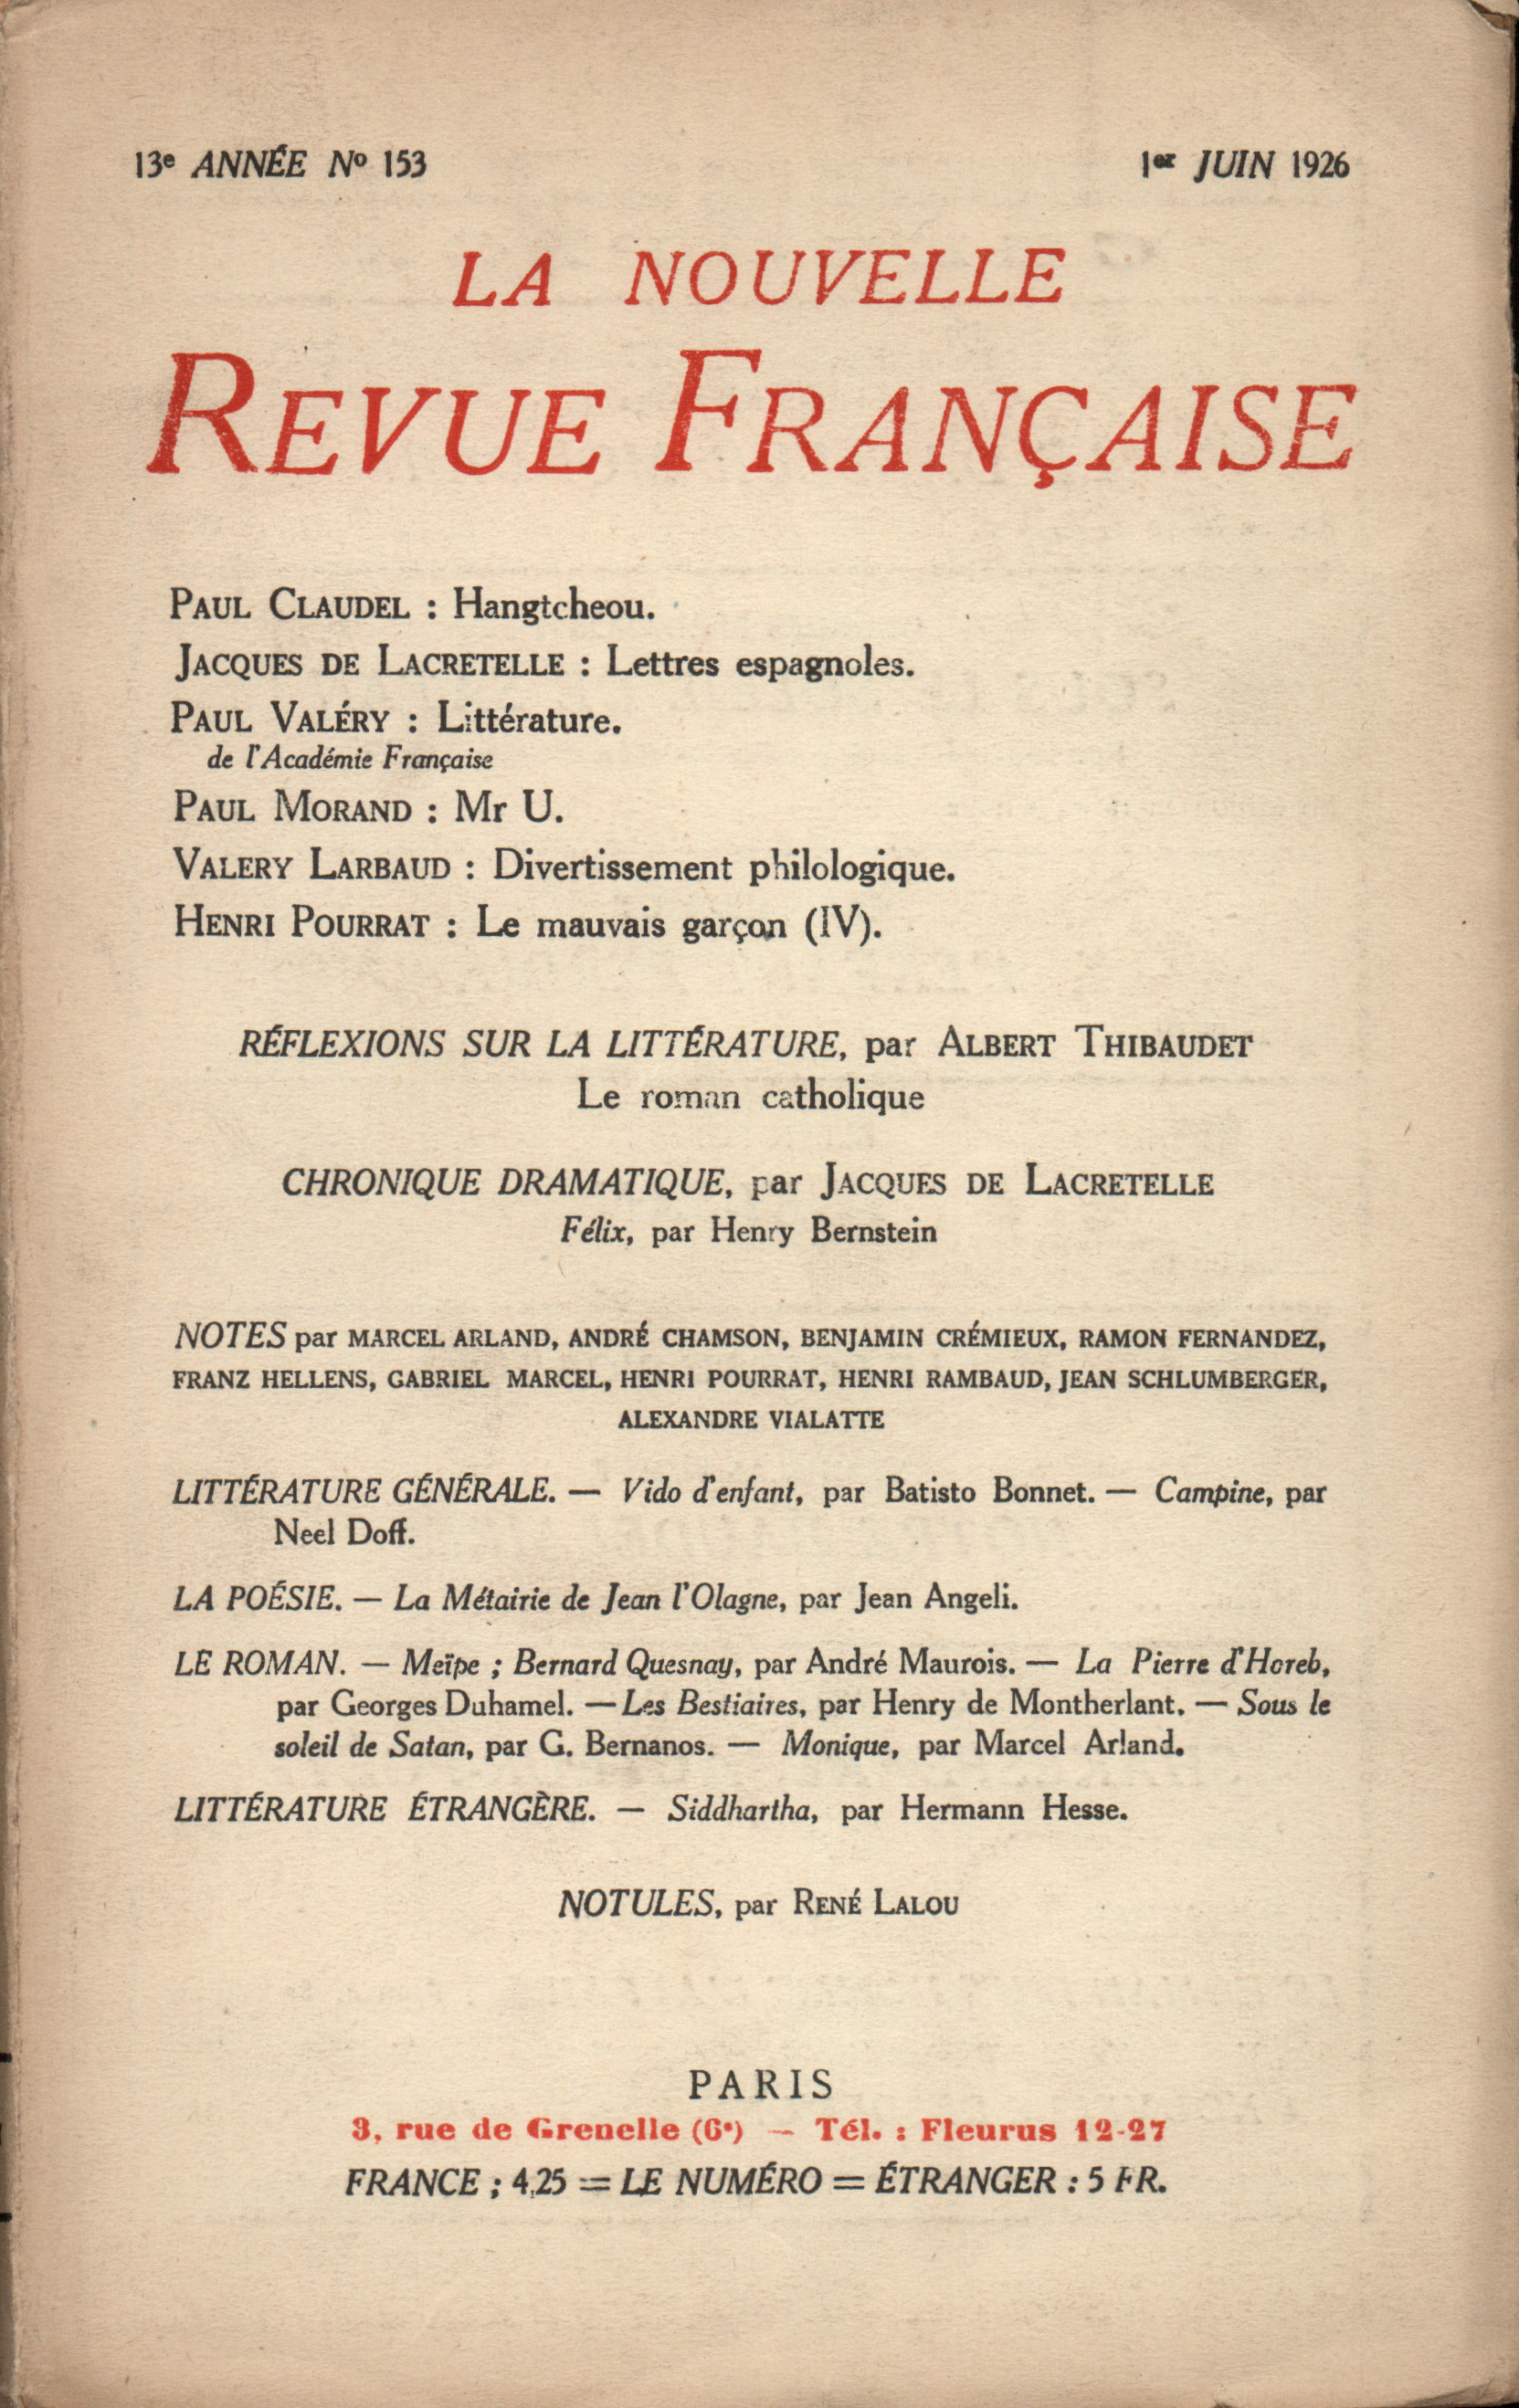 13e ANNÉE No 153
1er JUIN 1926
LA NOUVELLE
REVUE FRANÇAISE
PAUL CLAUDEL : Hangtcheou.
JACQUES DE LACRETELLE : Lettres espagnoles.
PAUL VALÉRY : Littérature.
de l'Académie Française
PAUL MORAND : Mr U.
VALERY LARBAUD : Divertissement philologique.
HENRI POURRAT : Le mauvais garçon (IV).
RÉFLEXIONS SUR LA LITTÉRATURE, par ALBERT THIBAUDET
Le roman catholique
CHRONIQUE DRAMATIQUE, par JACQUES DE LACRETELLE
Félix, par Henry Bernstein
NOTES par MARCEL ARLAND, ANDRÉ CHAMSON, BENJAMIN CRÉMIEUX, RAMON FERNANDEZ,
FRANZ HELLENS, GABRIEL MARCEL, HENRI POURRAT, HENRI RAMBAUD, JEAN SCHLUMBERGER,
ALEXANDRE VIALATTE
LITTÉRATURE GÉNÉRALE. — Vido d'enfant, par Batisto Bonnet. — Campine, par
Neel Doff.
LA POÉSIE. — La Métairie de Jean l'Olagne, par Jean Angeli.
LE ROMAN. — Meïpe ; Bernard Quesnay, par André Maurois. — La Pierre d'Horeb,
par Georges Duhamel. — Les Bestiaires, par Henry de Montherlant. — Sous le
soleil de Satan, par G. Bernanos. — Monique, par Marcel Arland.
LITTÉRATURE ÉTRANGÈRE. — Siddhartha, par Hermann Hesse.
NOTULES, par RENÉ LALOU
PARIS
3, rue de Grenelle (6e) — Tél. : Fleurus 12-27
FRANCE : 4,25 = LE NUMÉRO = ÉTRANGER : 5 FR.